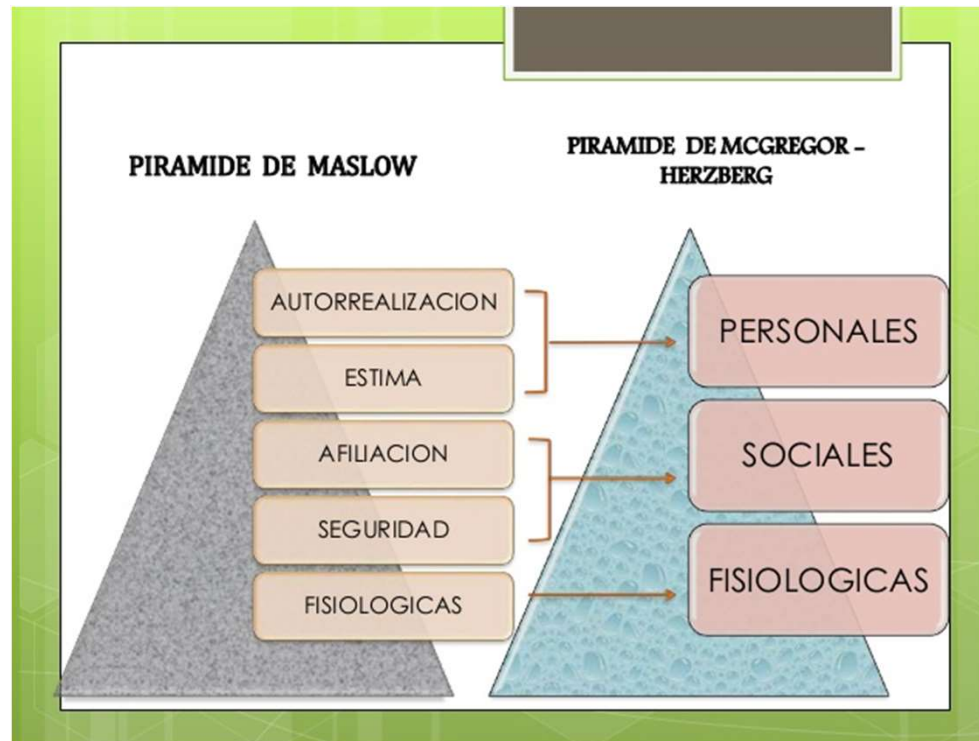 PIRAMIDE DE MASLOW
AUTORREALIZACION
ESTIMA
AFILIACION
SEGURIDAD
FISIOLOGICAS
PIRAMIDE DE MCGREGOR –
HERZBERG
PERSONALES
SOCIALES
FISIOLOGICAS